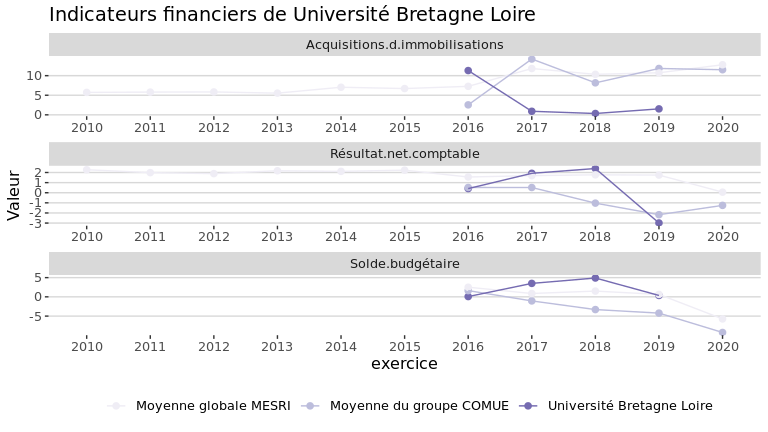 Indicateurs financiers de Université Bretagne Loire
Acquisitions.d.immobilisations
10
5
0
2010 2011 2012 2013 2014 2015 2016 2017 2018 2019 2020
Résultat.net.comptable
Valeur
2
1
0
-1
-2
-3
2010 2011 2012 2013 2014 2015 2016 2017 2018 2019 2020
Solde.budgétaire
5
0
-5
2010 2011 2012 2013 2014 2015 2016 2017 2018 2019 2020
exercice
Moyenne globale MESRI Moyenne du groupe COMUE Université Bretagne Loire